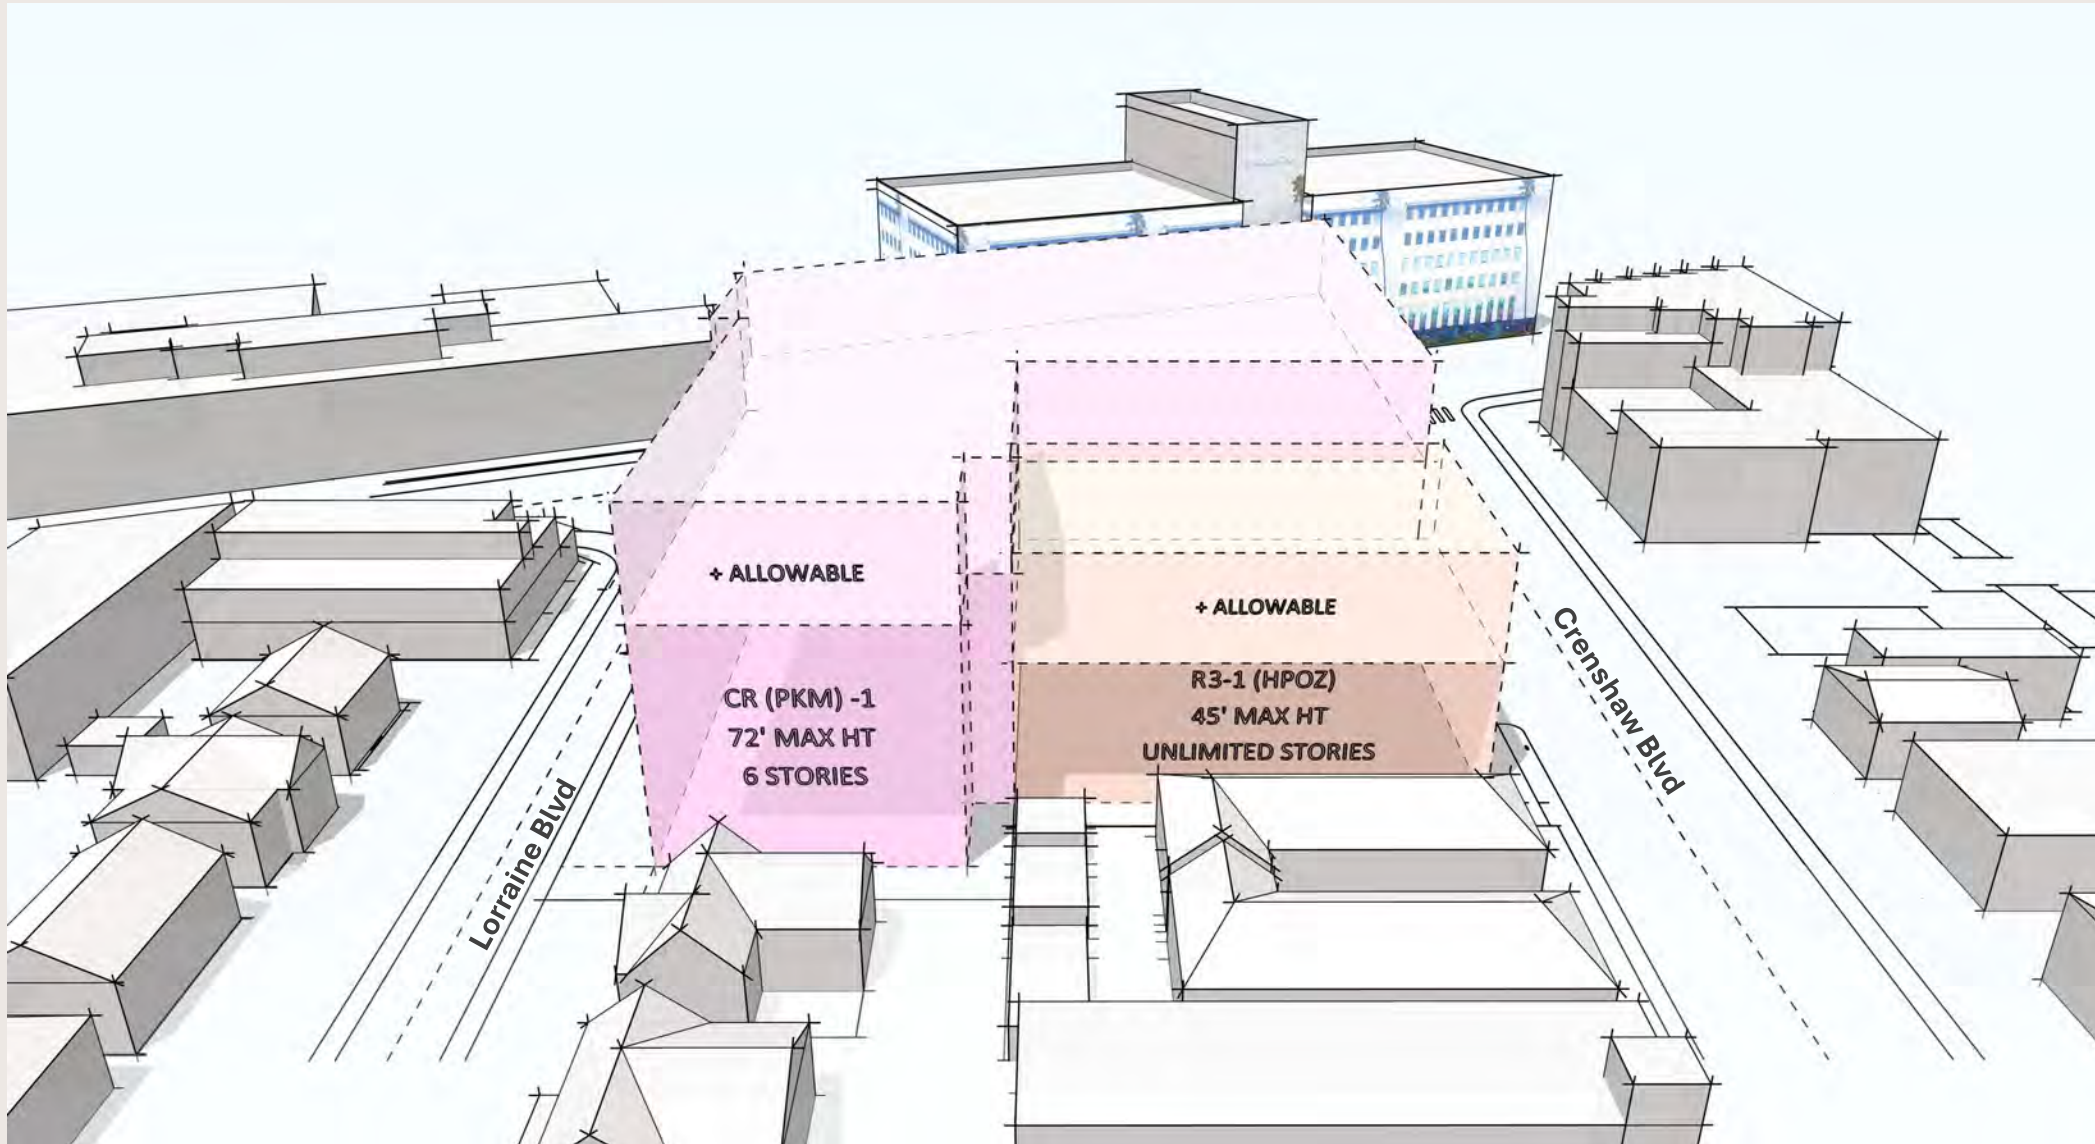 + ALLOWABLE
CR (PKM) -1
72' MAX HT
6 STORIES
+ ALLOWABLE
R3-1 (HPOZ)
45' MAX HT
UNLIMITED STORIES
Lorraine Blvd
Crenshaw Blvd